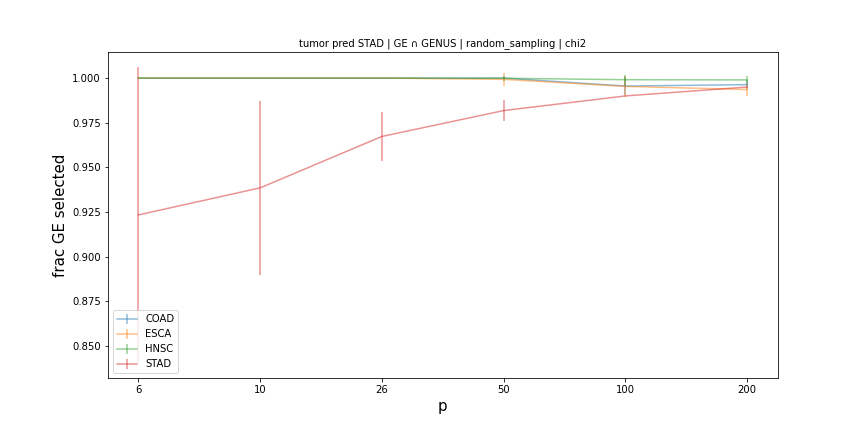 tumor pred STAD | GE ∩ GENUS | random_sampling | chi2
frac GE selected
1.000
0.975
0.950
0.925
0.900
0.875
0.850
COAD
ESCA
HNSC
STAD
6 10 26 50 100 200
p